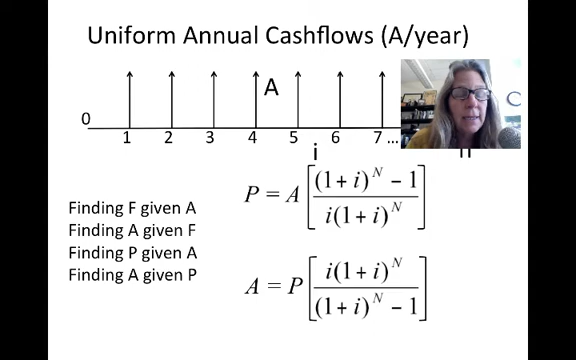 Uniform Annual Cashflows (A/year)
A
0
1 2 3 4 5 6 7 ...
i
P = A [ (1 + i)^N − 1 / i(1 + i)^N ]
Finding F given A
Finding A given F
Finding P given A
Finding A given P
A = P [ i(1 + i)^N / (1 + i)^N − 1 ]